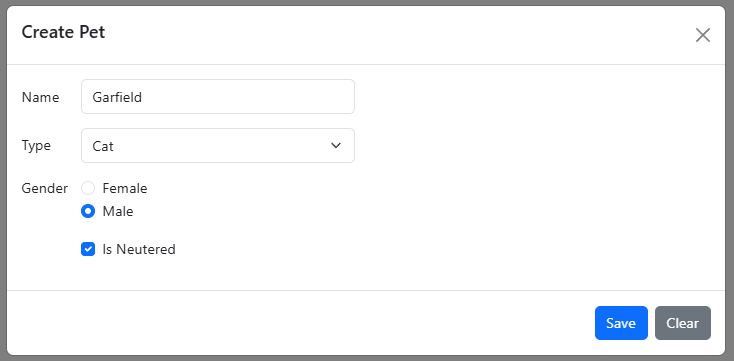 Create Pet
Name Garfield
Type Cat
Gender Female
Male
Is Neutered
Save Clear